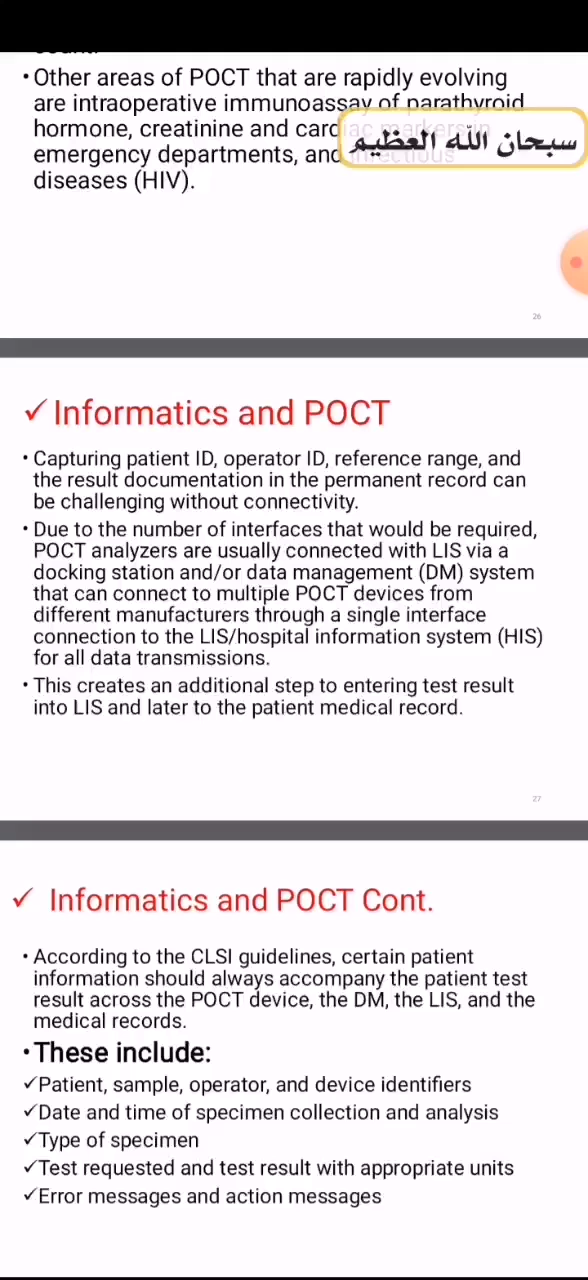 • Other areas of POCT that are rapidly evolving
are intraoperative immunoassay of parathyroid
hormone, creatinine and cardiac markers in
سبحان الله العظيم
emergency departments, and infectious
diseases (HIV).
26
✓ Informatics and POCT
• Capturing patient ID, operator ID, reference range, and
the result documentation in the permanent record can
be challenging without connectivity.
• Due to the number of interfaces that would be required,
POCT analyzers are usually connected with LIS via a
docking station and/or data management (DM) system
that can connect to multiple POCT devices from
different manufacturers through a single interface
connection to the LIS/hospital information system (HIS)
for all data transmissions.
• This creates an additional step to entering test result
into LIS and later to the patient medical record.
27
✓ Informatics and POCT Cont.
• According to the CLSI guidelines, certain patient
information should always accompany the patient test
result across the POCT device, the DM, the LIS, and the
medical records.
• These include:
✓Patient, sample, operator, and device identifiers
✓Date and time of specimen collection and analysis
✓Type of specimen
✓Test requested and test result with appropriate units
✓Error messages and action messages